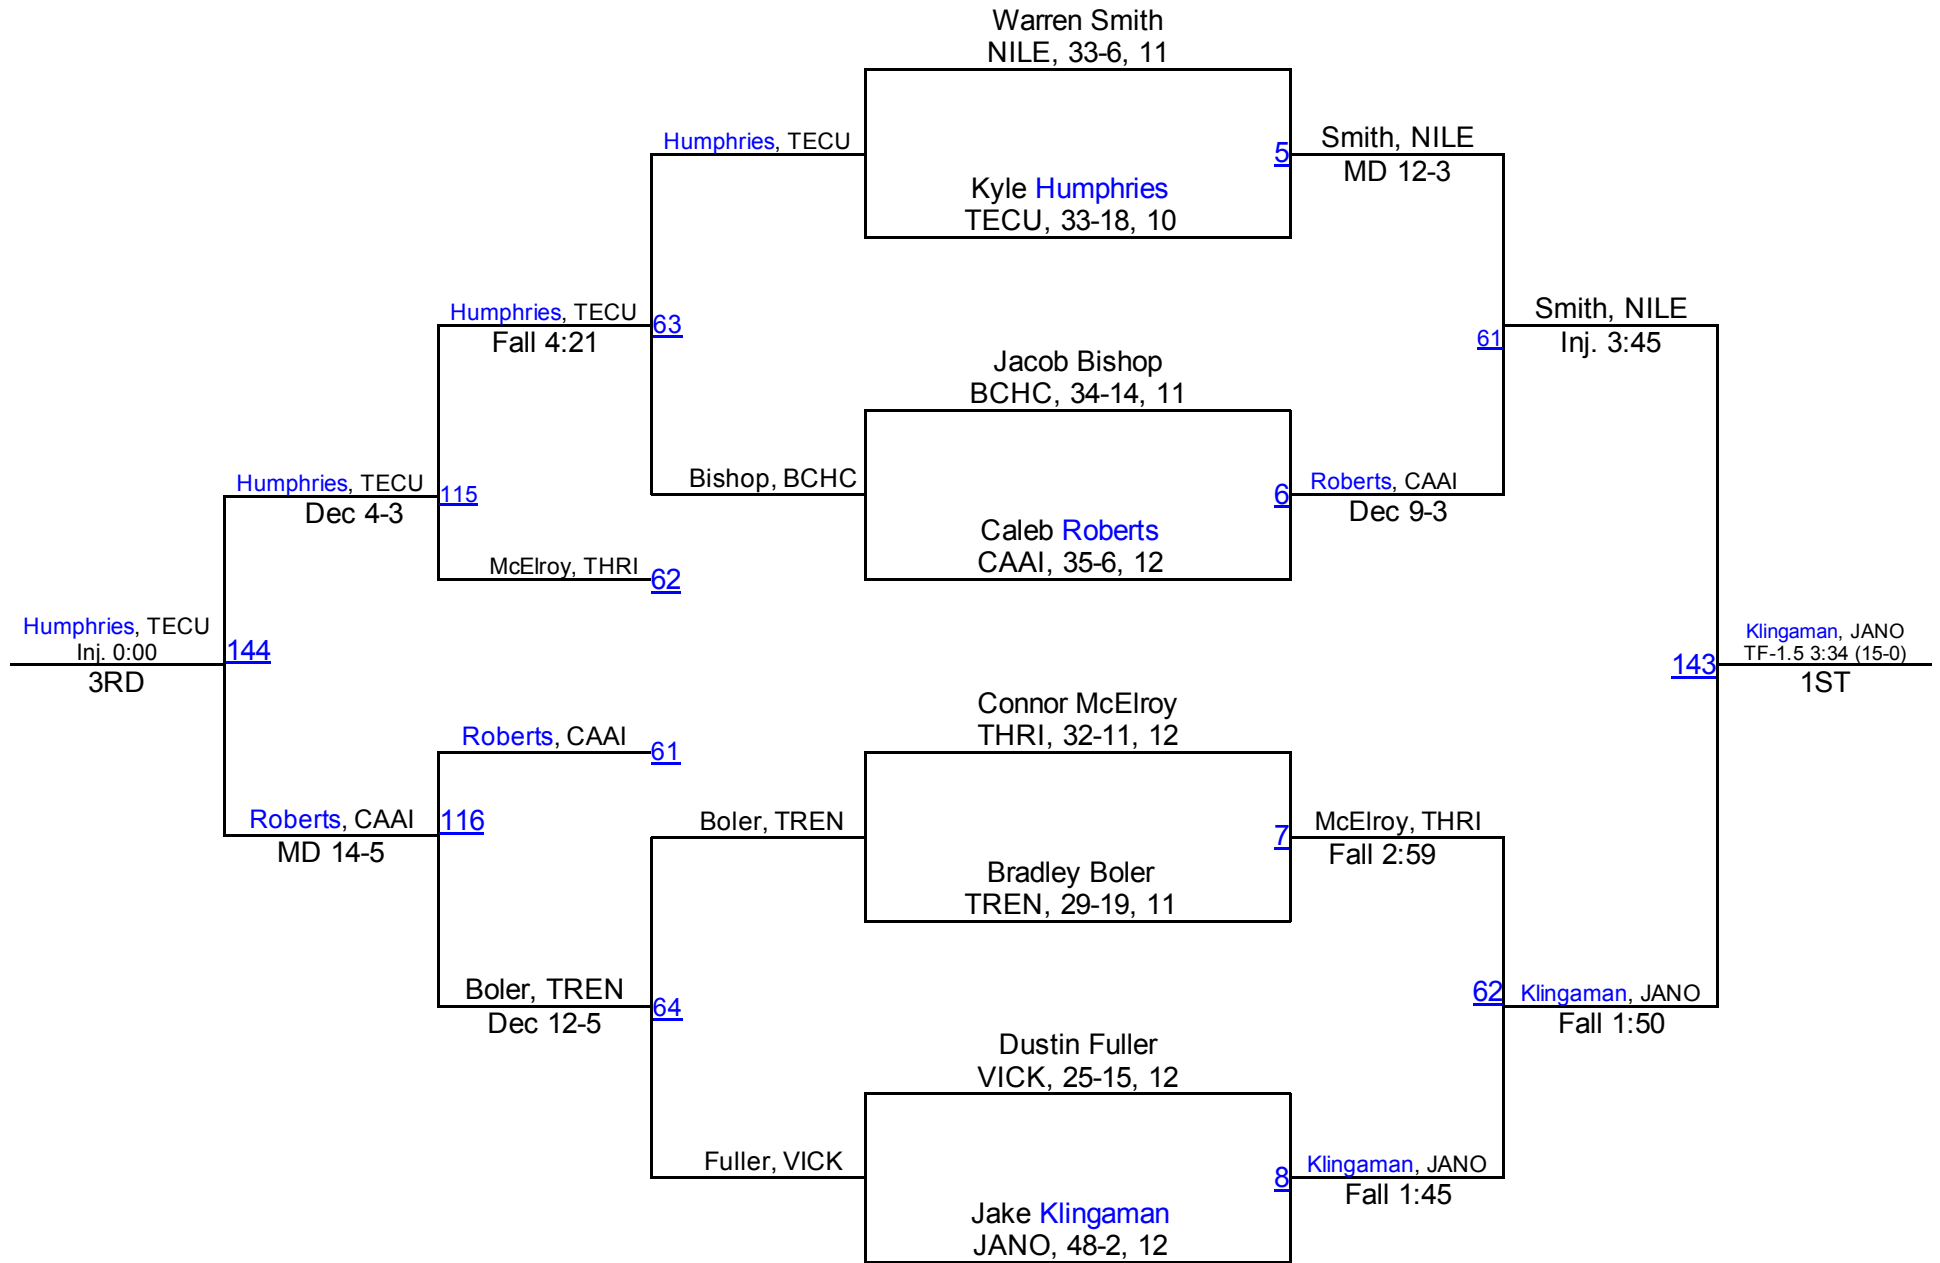 Warren Smith
NILE, 33-6, 11
Humphries, TECU
5
Smith, NILE
MD 12-3
Kyle Humphries
TECU, 33-18, 10
Humphries, TECU
Fall 4:21
63
Smith, NILE
Inj. 3:45
61
Jacob Bishop
BCHC, 34-14, 11
Humphries, TECU
Dec 4-3
115
Bishop, BCHC
6
Roberts, CAAI
Dec 9-3
Caleb Roberts
CAAI, 35-6, 12
McElroy, THRI
62
Humphries, TECU
Inj. 0:00
3RD
144
143
Klingaman, JANO
TF-1.5 3:34 (15-0)
1ST
Connor McElroy
THRI, 32-11, 12
Roberts, CAAI
61
Roberts, CAAI
MD 14-5
116
Boler, TREN
7
McElroy, THRI
Fall 2:59
Bradley Boler
TREN, 29-19, 11
Boler, TREN
Dec 12-5
64
62
Klingaman, JANO
Fall 1:50
Dustin Fuller
VICK, 25-15, 12
Fuller, VICK
8
Klingaman, JANO
Fall 1:45
Jake Klingaman
JANO, 48-2, 12